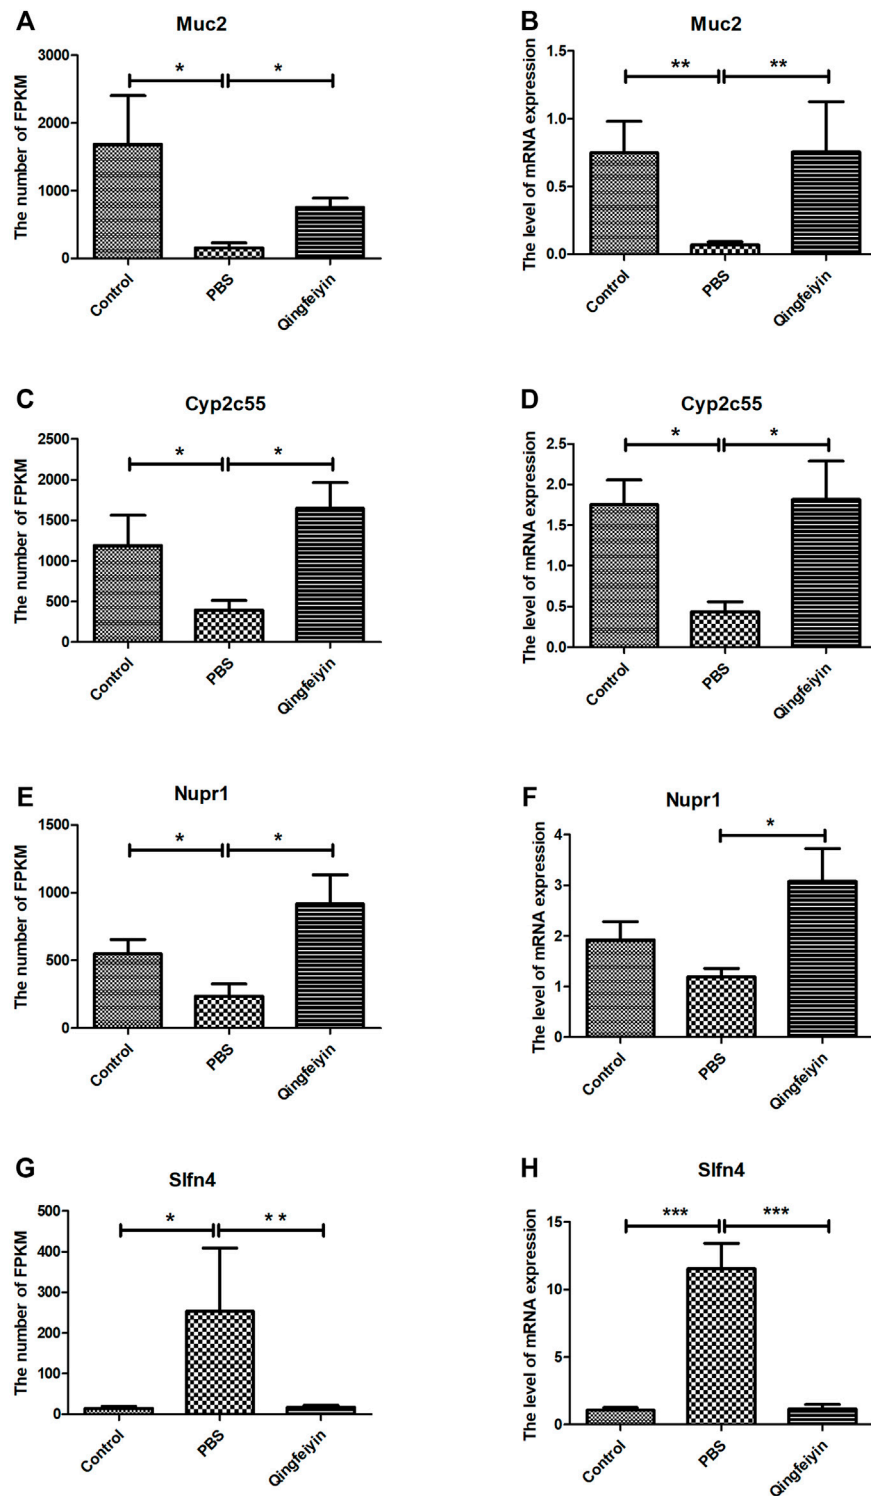 A
Muc2
The number of FPKM
3000
2000
1000
0
*
*
Control
PBS
Qingfeiyin
B
Muc2
The level of mRNA expression
1.5
1.0
0.5
0.0
**
**
Control
PBS
Qingfeiyin
C
Cyp2c55
The number of FPKM
2500
2000
1500
1000
500
0
*
*
Control
PBS
Qingfeiyin
D
Cyp2c55
The level of mRNA expression
2.5
2.0
1.5
1.0
0.5
0.0
*
*
Control
PBS
Qingfeiyin
E
Nupr1
The number of FPKM
1500
1000
500
0
*
*
Control
PBS
Qingfeiyin
F
Nupr1
The level of mRNA expression
4
3
2
1
0
*
Control
PBS
Qingfeiyin
G
Slfn4
The number of FPKM
500
400
300
200
100
0
*
* *
Control
PBS
Qingfeiyin
H
Slfn4
The level of mRNA expression
15
10
5
0
***
***
Control
PBS
Qingfeiyin